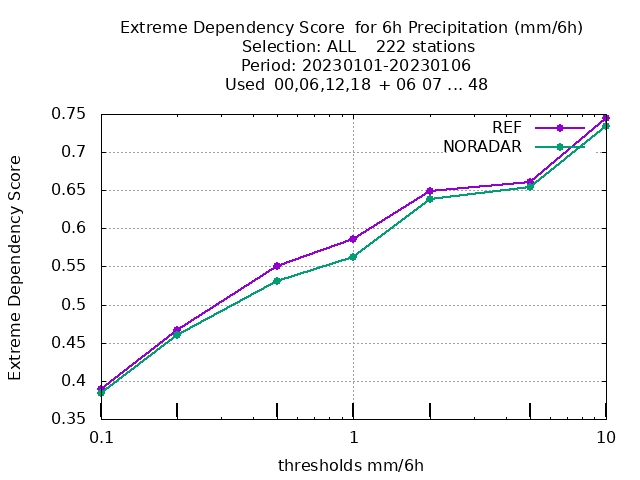 Extreme Dependency Score  for 6h Precipitation (mm/6h)
Selection: ALL    222 stations
Period: 20230101-20230106
Used  00,06,12,18  + 06 07 ... 48
REF
NORADAR
Extreme Dependency Score
0.75
0.7
0.65
0.6
0.55
0.5
0.45
0.4
0.35
0.1
1
10
thresholds mm/6h